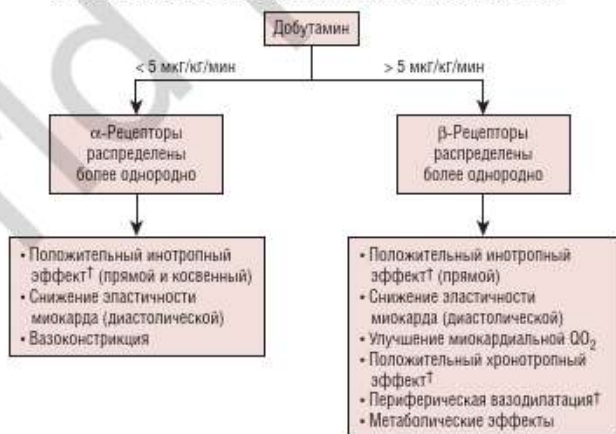 Добутамин
< 5 мкг/кг/мин
> 5 мкг/кг/мин
α-Рецепторы
распределены
более однородно
β-Рецепторы
распределены
более однородно
• Положительный инотропный
эффект† (прямой и косвенный)
• Снижение эластичности
миокарда (диастолической)
• Вазоконстрикция
• Положительный инотропный
эффект† (прямой)
• Снижение эластичности
миокарда (диастолической)
• Улучшение миокардиальной QO₂
• Положительный хронотропный
эффект†
• Периферическая вазодилатация†
• Метаболические эффекты